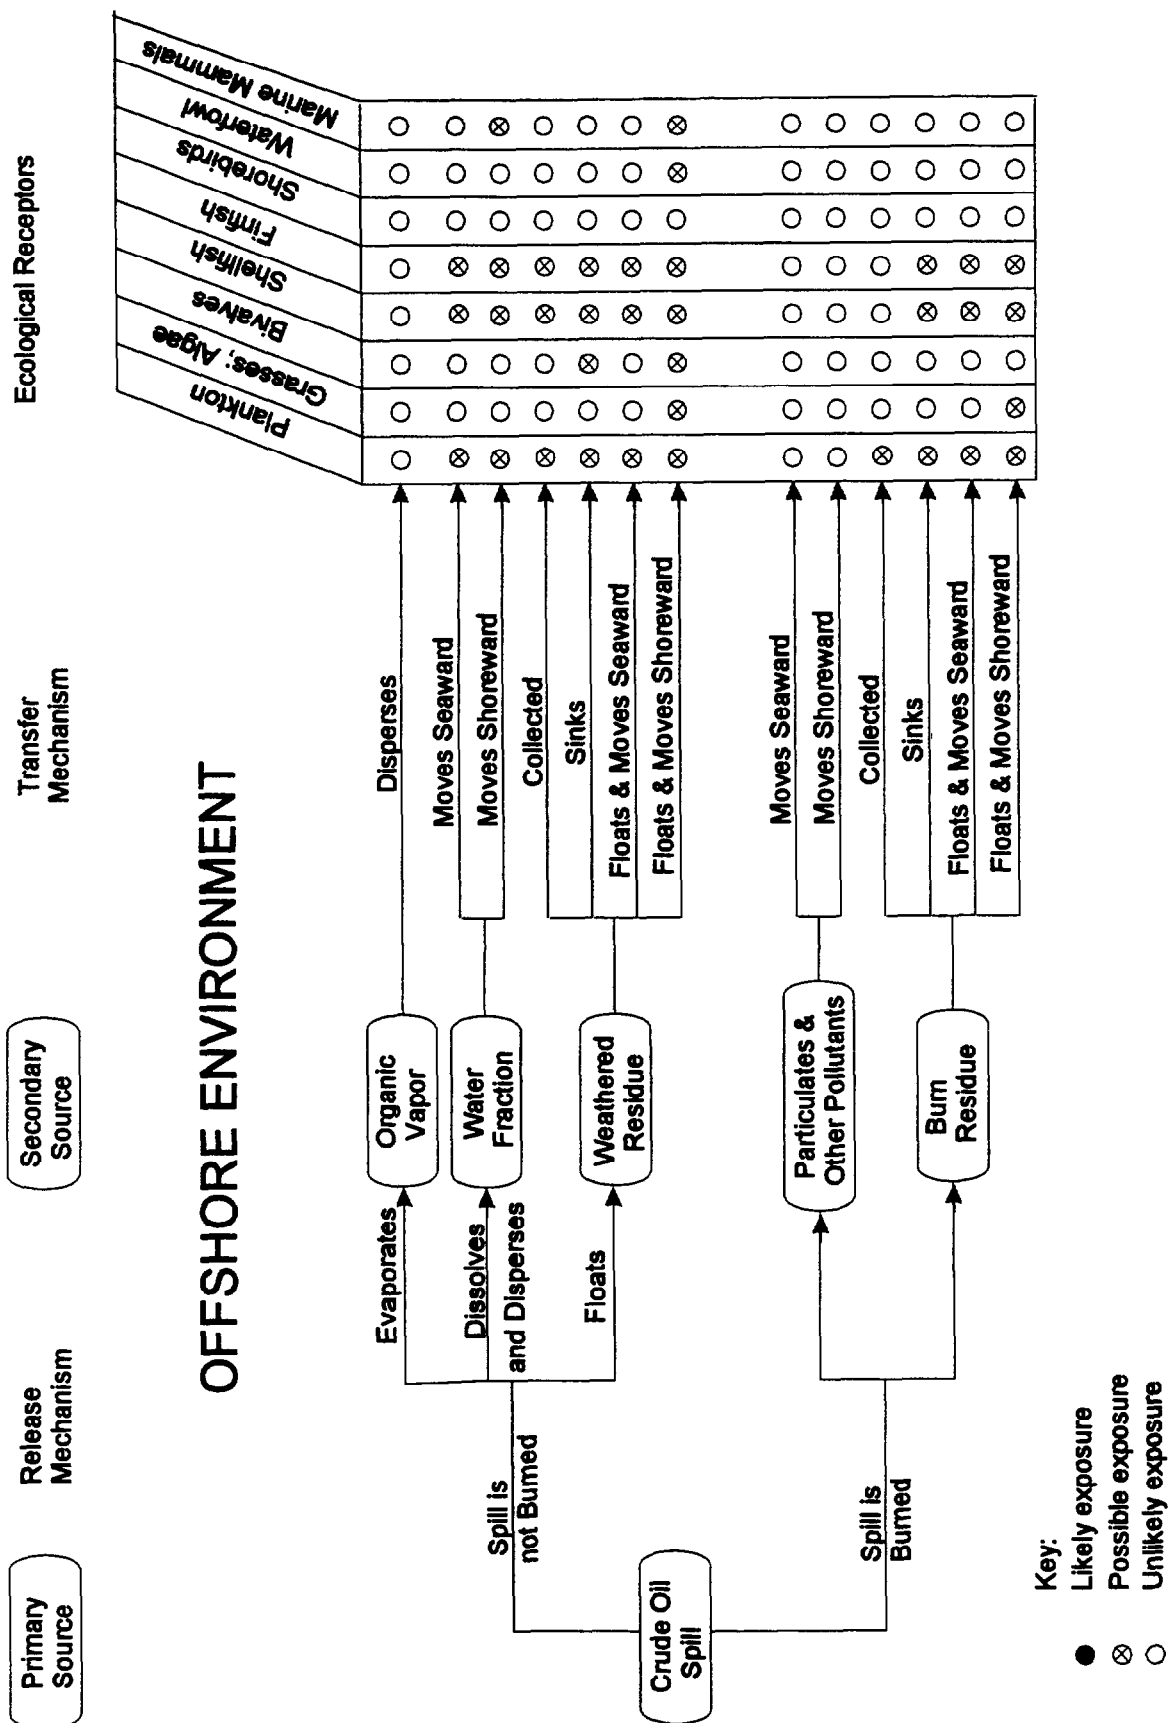 OFFSHORE ENVIRONMENT
Primary
Source
Release
Mechanism
Secondary
Source
Transfer
Mechanism
Ecological Receptors
Plankton
Grasses; Algae
Bivalves
Shellfish
Finfish
Shorebirds
Waterfowl
Marine Mammals
Crude Oil
Spill
Spill is
not Burned
Evaporates
Organic
Vapor
Disperses
Dissolves
and Disperses
Water
Fraction
Moves Seaward
Moves Shoreward
Floats
Weathered
Residue
Collected
Sinks
Floats & Moves Seaward
Floats & Moves Shoreward
Spill is
Burned
Particulates &
Other Pollutants
Moves Seaward
Moves Shoreward
Burn
Residue
Collected
Sinks
Floats & Moves Seaward
Floats & Moves Shoreward
Key:
Likely exposure
Possible exposure
Unlikely exposure